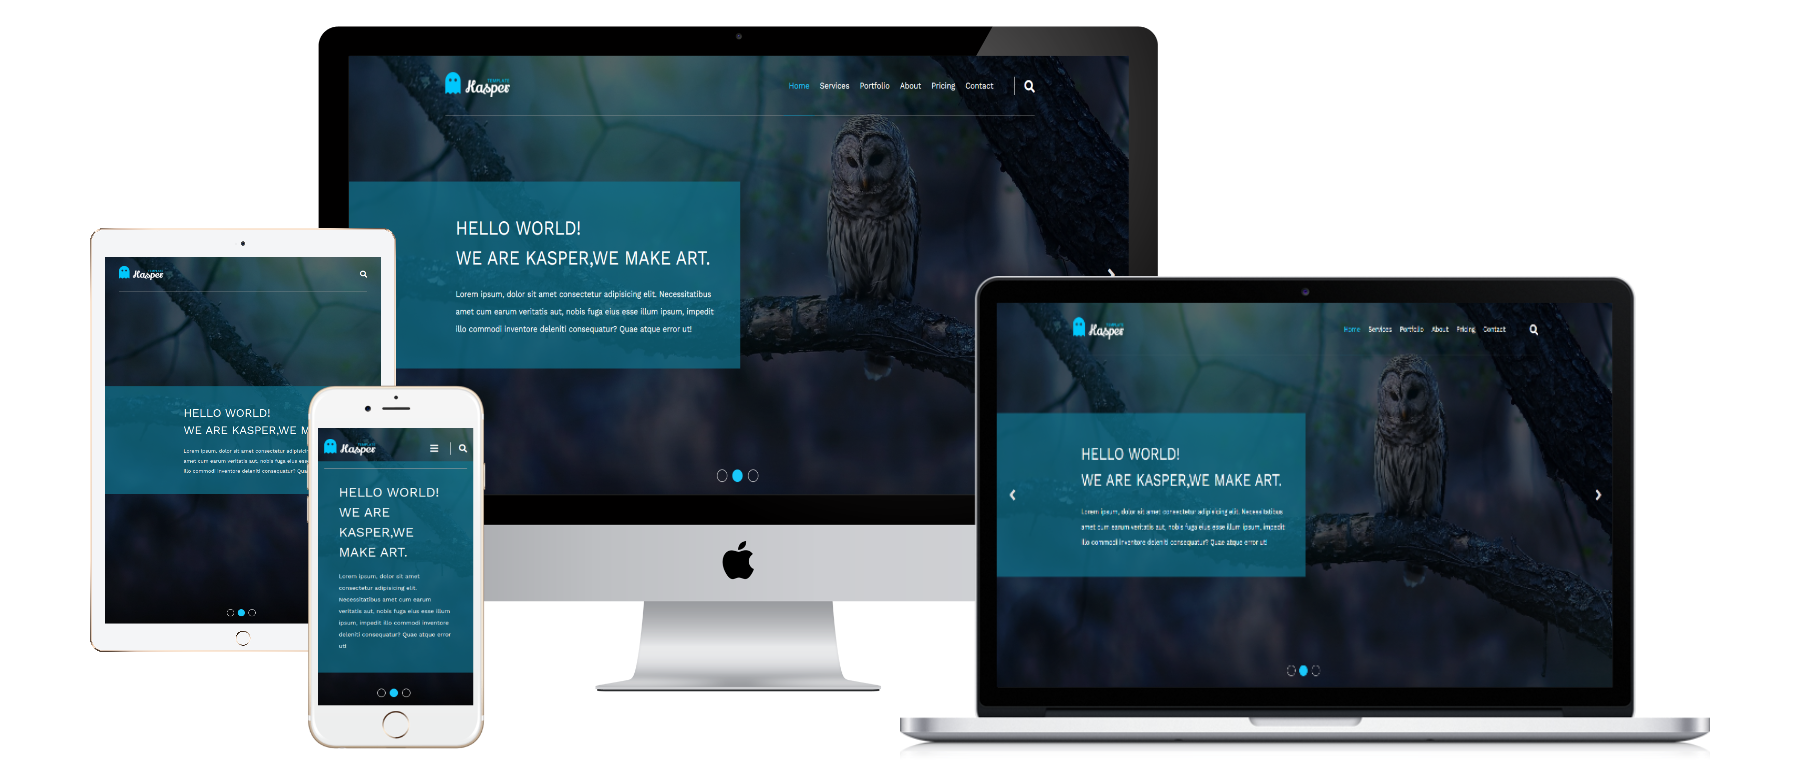 TEMPLATE
Kasper
Home Services Portfolio About Pricing Contact
HELLO WORLD!
WE ARE KASPER,WE MAKE ART.
Lorem ipsum, dolor sit amet consectetur adipisicing elit. Necessitatibus
amet cum earum veritatis aut, nobis fuga eius esse illum ipsum, impedit
illo commodi inventore deleniti consequatur? Quae atque error ut!
TEMPLATE
Kasper
HELLO WORLD!
WE ARE KASPER,WE M
Lorem ipsum, dolor sit amet consectetur adipisicin
amet cum earum veritatis aut, nobis fuga eius esse
illo commodi inventore deleniti consequatur? Qua
TEMPLATE
Kasper
HELLO WORLD!
WE ARE
KASPER,WE
MAKE ART.
Lorem ipsum, dolor sit amet
consectetur adipisicing elit.
Necessitatibus amet cum earum
veritatis aut, nobis fuga eius esse illum
ipsum, impedit illo commodi inventore
deleniti consequatur? Quae atque error
ut!
TEMPLATE
Kasper
Home Services Portfolio About Pricing Contact
HELLO WORLD!
WE ARE KASPER,WE MAKE ART.
Lorem ipsum, dolor sit amet consectetur adipisicing elit. Necessitatibus
amet cum earum veritatis aut, nobis fuga eius esse illum ipsum, impedit
illo commodi inventore deleniti consequatur? Quae atque error ut!